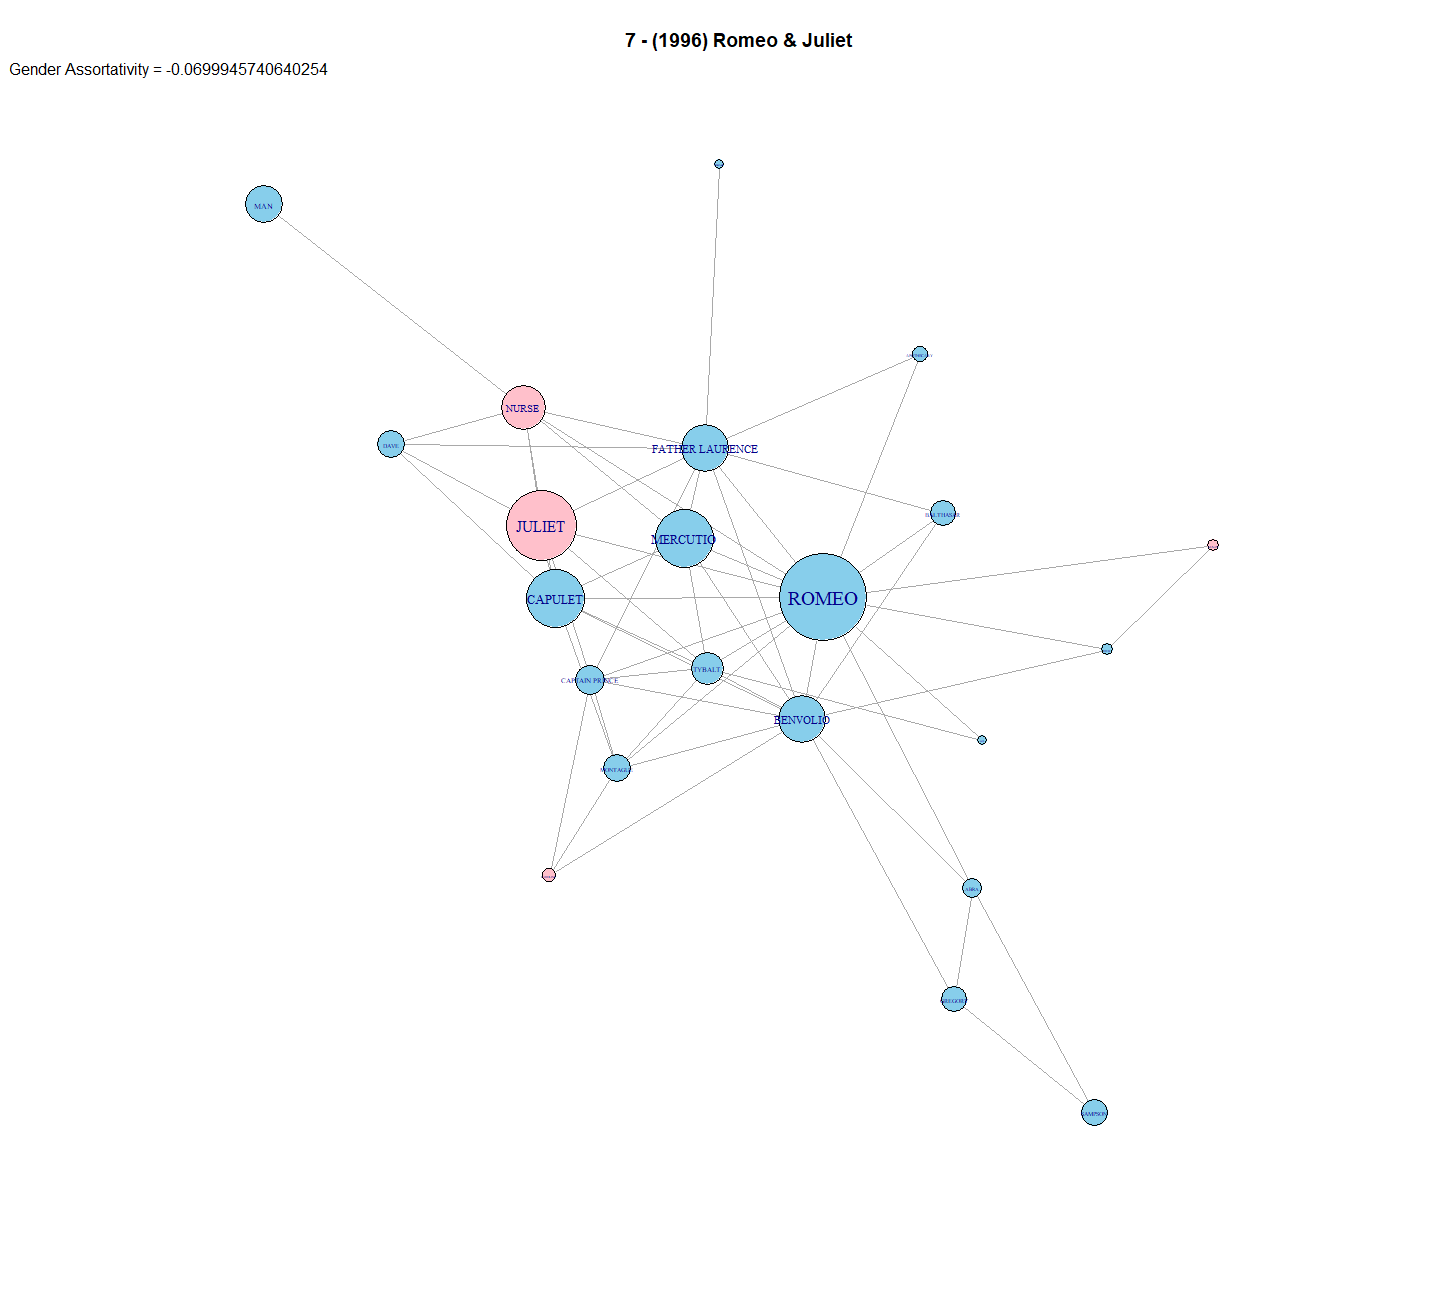 7 - (1996) Romeo & Juliet
Gender Assortativity = -0.0699945740640254
MAN
NURSE
DAVE
FATHER LAURENCE
BALTHASAR
JULIET
MERCUTIO
CAPULET
ROMEO
TYBALT
CAPTAIN PRINCE
BENVOLIO
MONTAGUE
ABRA
GREGORY
SAMPSON